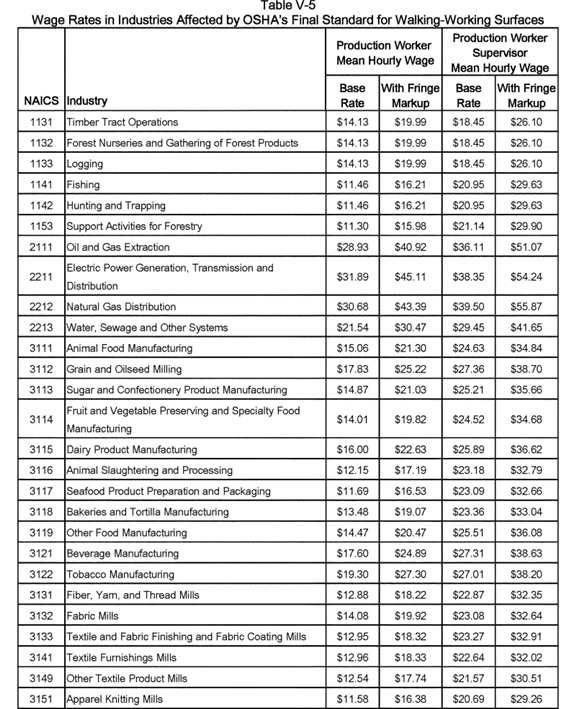 Table V-5
Wage Rates in Industries Affected by OSHA's Final Standard for Walking-Working Surfaces
NAICS Industry Production Worker Mean Hourly Wage Production Worker Supervisor Mean Hourly Wage
Base Rate With Fringe Markup Base Rate With Fringe Markup
1131 Timber Tract Operations $14.13 $19.99 $18.45 $26.10
1132 Forest Nurseries and Gathering of Forest Products $14.13 $19.99 $18.45 $26.10
1133 Logging $14.13 $19.99 $18.45 $26.10
1141 Fishing $11.46 $16.21 $20.95 $29.63
1142 Hunting and Trapping $11.46 $16.21 $20.95 $29.63
1153 Support Activities for Forestry $11.30 $15.98 $21.14 $29.90
2111 Oil and Gas Extraction $28.93 $40.92 $36.11 $51.07
2211 Electric Power Generation, Transmission and Distribution $31.89 $45.11 $38.35 $54.24
2212 Natural Gas Distribution $30.68 $43.39 $39.50 $55.87
2213 Water, Sewage and Other Systems $21.54 $30.47 $29.45 $41.65
3111 Animal Food Manufacturing $15.06 $21.30 $24.63 $34.84
3112 Grain and Oilseed Milling $17.83 $25.22 $27.36 $38.70
3113 Sugar and Confectionery Product Manufacturing $14.87 $21.03 $25.21 $35.66
3114 Fruit and Vegetable Preserving and Specialty Food Manufacturing $14.01 $19.82 $24.52 $34.68
3115 Dairy Product Manufacturing $16.00 $22.63 $25.89 $36.62
3116 Animal Slaughtering and Processing $12.15 $17.19 $23.18 $32.79
3117 Seafood Product Preparation and Packaging $11.69 $16.53 $23.09 $32.66
3118 Bakeries and Tortilla Manufacturing $13.48 $19.07 $23.36 $33.04
3119 Other Food Manufacturing $14.47 $20.47 $25.51 $36.08
3121 Beverage Manufacturing $17.60 $24.89 $27.31 $38.63
3122 Tobacco Manufacturing $19.30 $27.30 $27.01 $38.20
3131 Fiber, Yarn, and Thread Mills $12.88 $18.22 $22.87 $32.35
3132 Fabric Mills $14.08 $19.92 $23.08 $32.64
3133 Textile and Fabric Finishing and Fabric Coating Mills $12.95 $18.32 $23.27 $32.91
3141 Textile Furnishings Mills $12.96 $18.33 $22.64 $32.02
3149 Other Textile Product Mills $12.54 $17.74 $21.57 $30.51
3151 Apparel Knitting Mills $11.58 $16.38 $20.69 $29.26